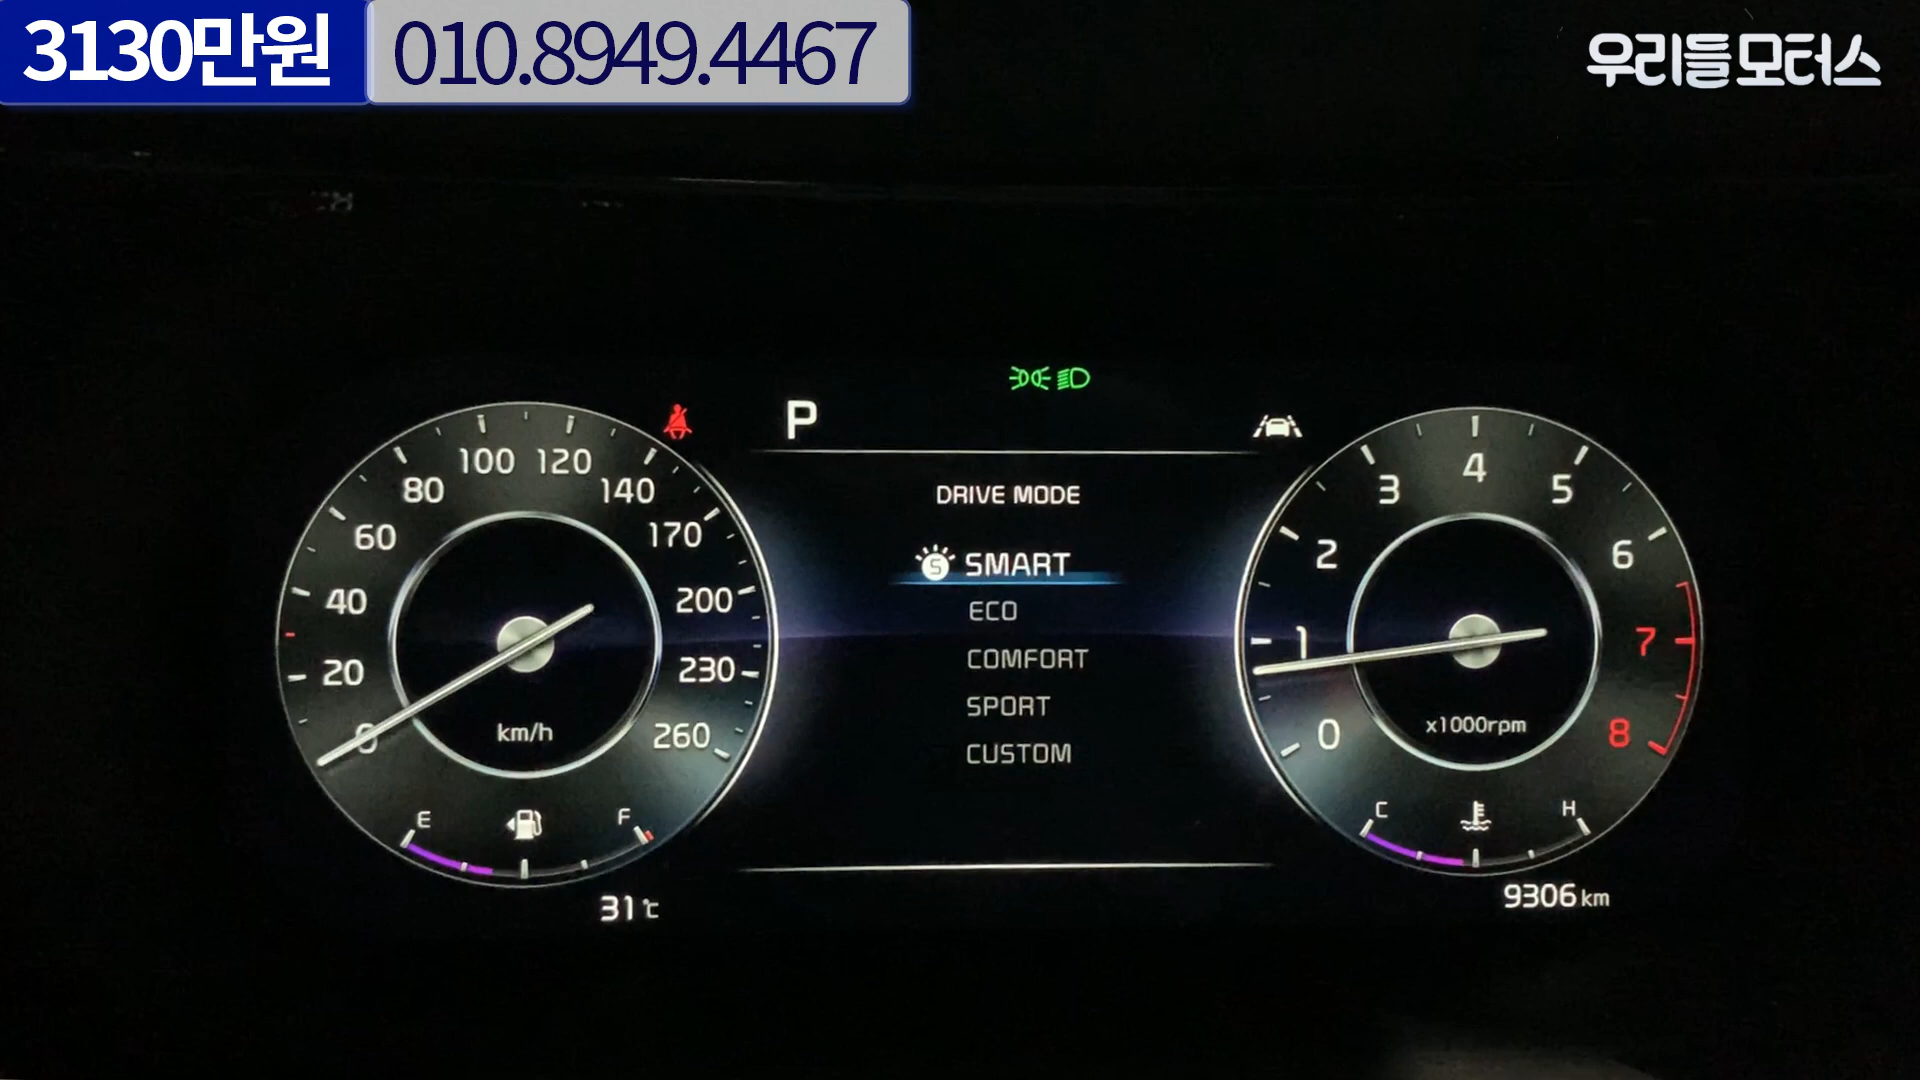 3130만원
010.8949.4467
우리들모터스
P
DRIVE MODE
S SMART
ECO
COMFORT
SPORT
CUSTOM
0 20 40 60 80 100 120 140 170 200 230 260
km/h
E F
31℃
0 1 2 3 4 5 6 7 8
x1000rpm
C H
9306 km